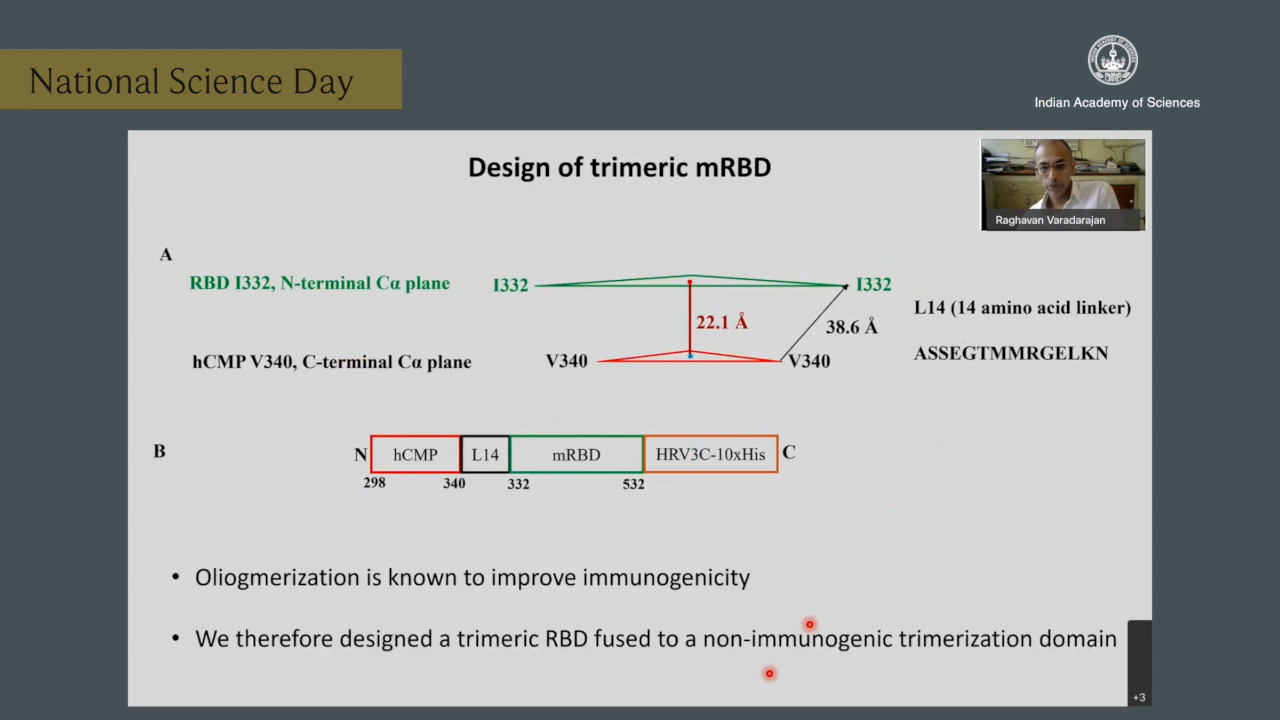 National Science Day
Indian Academy of Sciences
Design of trimeric mRBD
Raghavan Varadarajan
A
RBD I332, N-terminal Cα plane
I332
I332
22.1 Å
38.6 Å
L14 (14 amino acid linker)
hCMP V340, C-terminal Cα plane
V340
V340
ASSEGTMMRGELKN
B
N hCMP L14 mRBD HRV3C-10xHis C
298 340 332 532
• Oliogmerization is known to improve immunogenicity
• We therefore designed a trimeric RBD fused to a non-immunogenic trimerization domain
+3